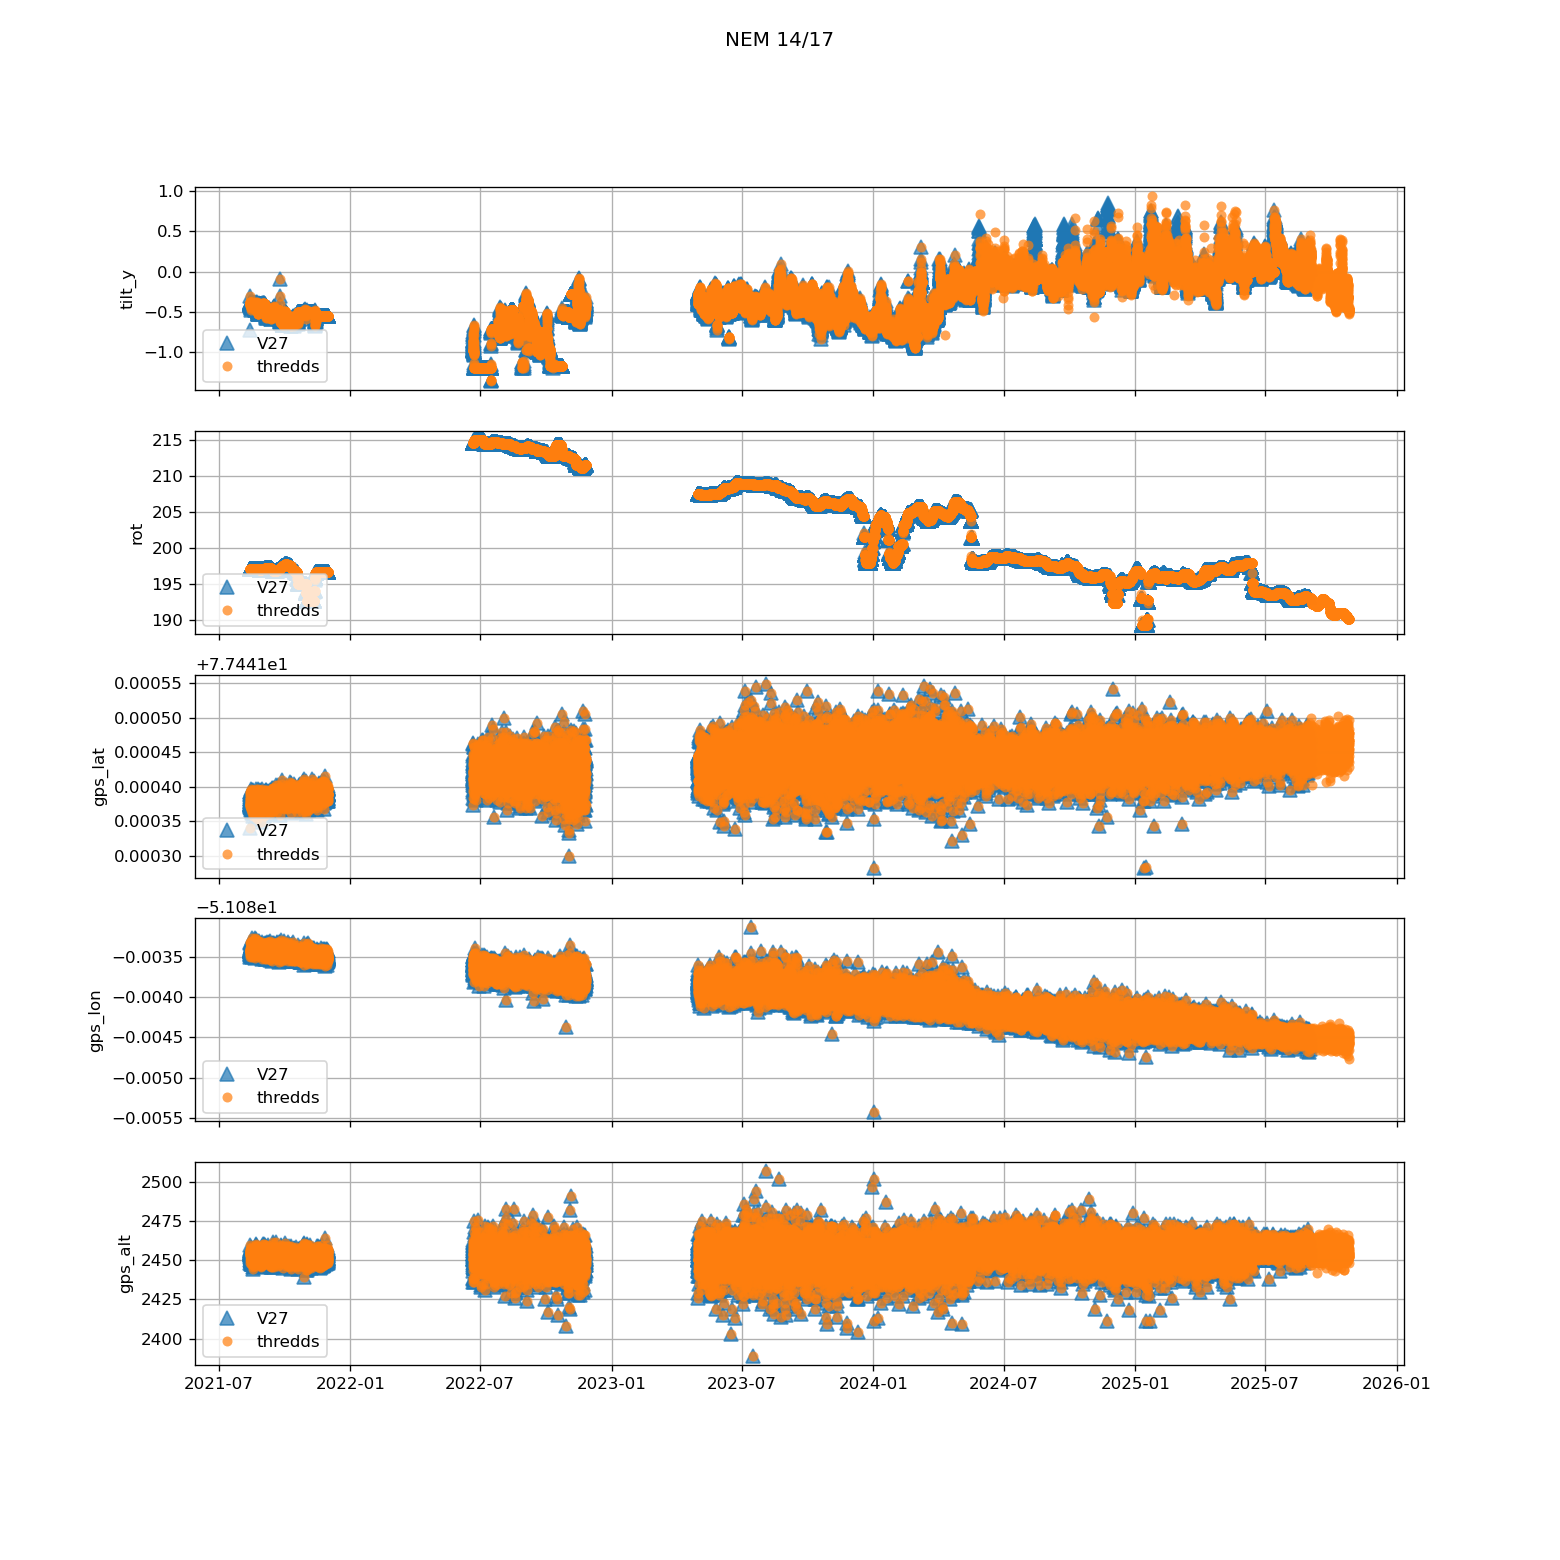 NEM 14/17
1.0
0.5
0.0
−0.5
−1.0
tilt_y
V27
thredds
215
210
205
200
195
190
rot
V27
thredds
+7.7441e1
0.00055
0.00050
0.00045
0.00040
0.00035
0.00030
gps_lat
V27
thredds
−5.108e1
−0.0035
−0.0040
−0.0045
−0.0050
−0.0055
gps_lon
V27
thredds
2500
2475
2450
2425
2400
gps_alt
V27
thredds
2021-07 2022-01 2022-07 2023-01 2023-07 2024-01 2024-07 2025-01 2025-07 2026-01